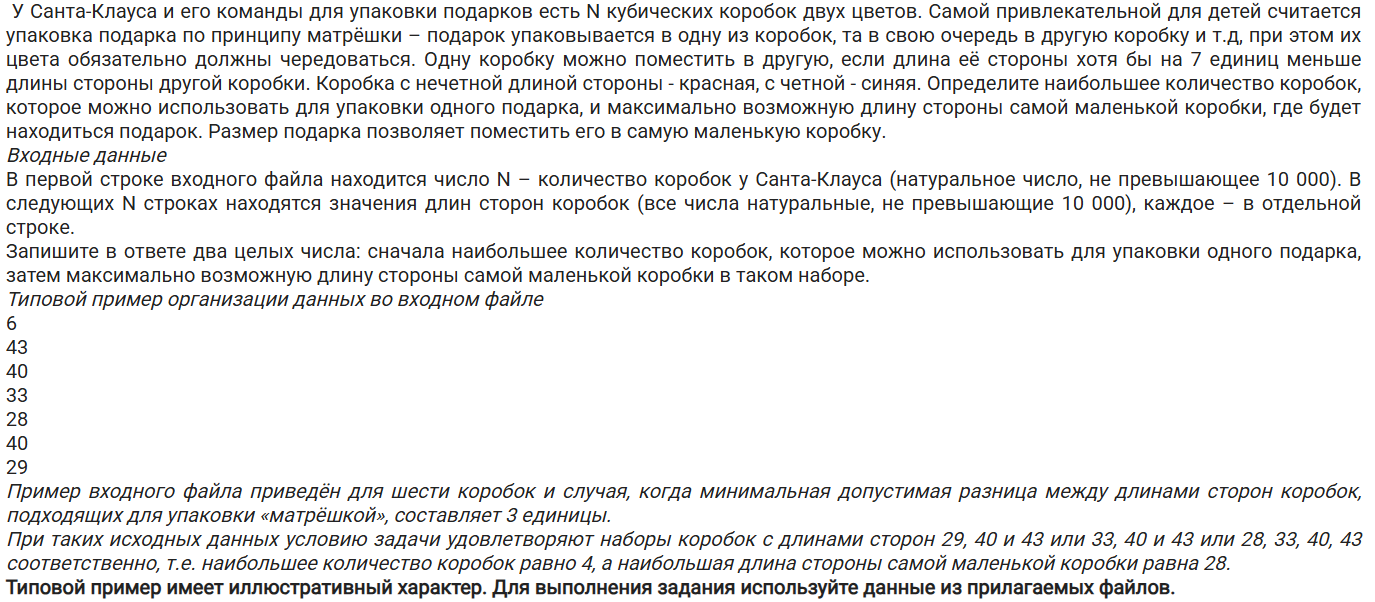 У Санта-Клауса и его команды для упаковки подарков есть N кубических коробок двух цветов. Самой привлекательной для детей считается
упаковка подарка по принципу матрёшки – подарок упаковывается в одну из коробок, та в свою очередь в другую коробку и т.д, при этом их
цвета обязательно должны чередоваться. Одну коробку можно поместить в другую, если длина её стороны хотя бы на 7 единиц меньше
длины стороны другой коробки. Коробка с нечетной длиной стороны - красная, с четной - синяя. Определите наибольшее количество коробок,
которое можно использовать для упаковки одного подарка, и максимально возможную длину стороны самой маленькой коробки, где будет
находиться подарок. Размер подарка позволяет поместить его в самую маленькую коробку.
Входные данные
В первой строке входного файла находится число N – количество коробок у Санта-Клауса (натуральное число, не превышающее 10 000). В
следующих N строках находятся значения длин сторон коробок (все числа натуральные, не превышающие 10 000), каждое – в отдельной
строке.
Запишите в ответе два целых числа: сначала наибольшее количество коробок, которое можно использовать для упаковки одного подарка,
затем максимально возможную длину стороны самой маленькой коробки в таком наборе.
Типовой пример организации данных во входном файле
6
43
40
33
28
40
29
Пример входного файла приведён для шести коробок и случая, когда минимальная допустимая разница между длинами сторон коробок,
подходящих для упаковки «матрёшкой», составляет 3 единицы.
При таких исходных данных условию задачи удовлетворяют наборы коробок с длинами сторон 29, 40 и 43 или 33, 40 и 43 или 28, 33, 40, 43
соответственно, т.е. наибольшее количество коробок равно 4, а наибольшая длина стороны самой маленькой коробки равна 28.
Типовой пример имеет иллюстративный характер. Для выполнения задания используйте данные из прилагаемых файлов.